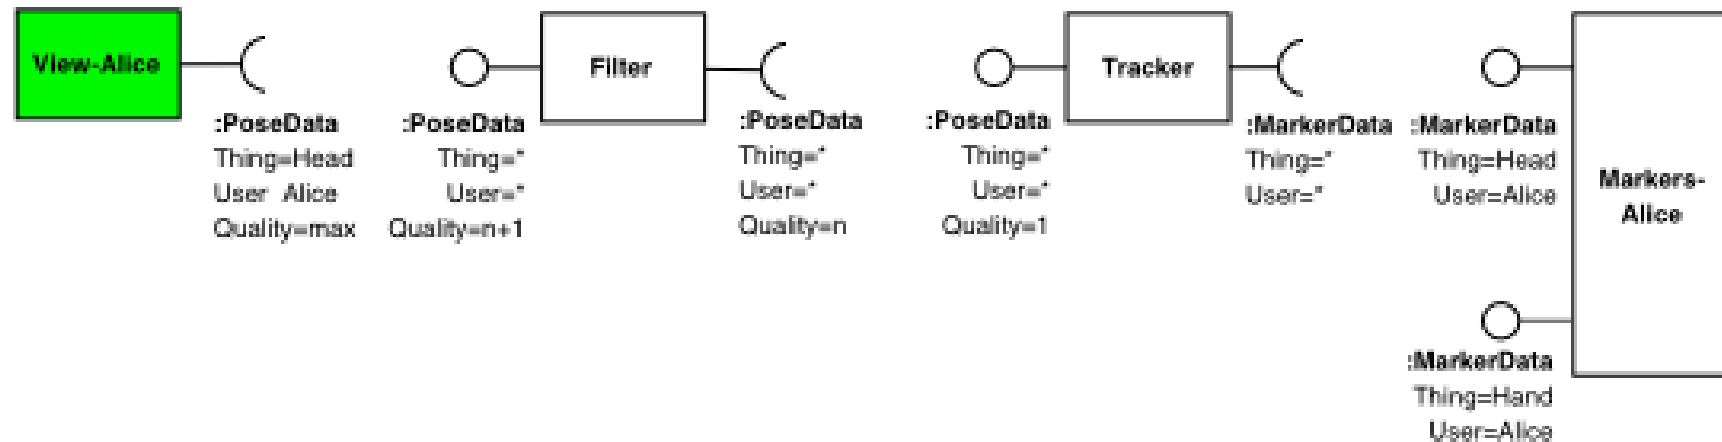 View-Alice
:PoseData
Thing=Head
User Alice
Quality=max
:PoseData
Thing=*
User=*
Quality=n+1
Filter
:PoseData
Thing=*
User=*
Quality=n
:PoseData
Thing=*
User=*
Quality=1
Tracker
:MarkerData
Thing=*
User=*
:MarkerData
Thing=Head
User=Alice
Markers-
Alice
:MarkerData
Thing=Hand
User=Alice